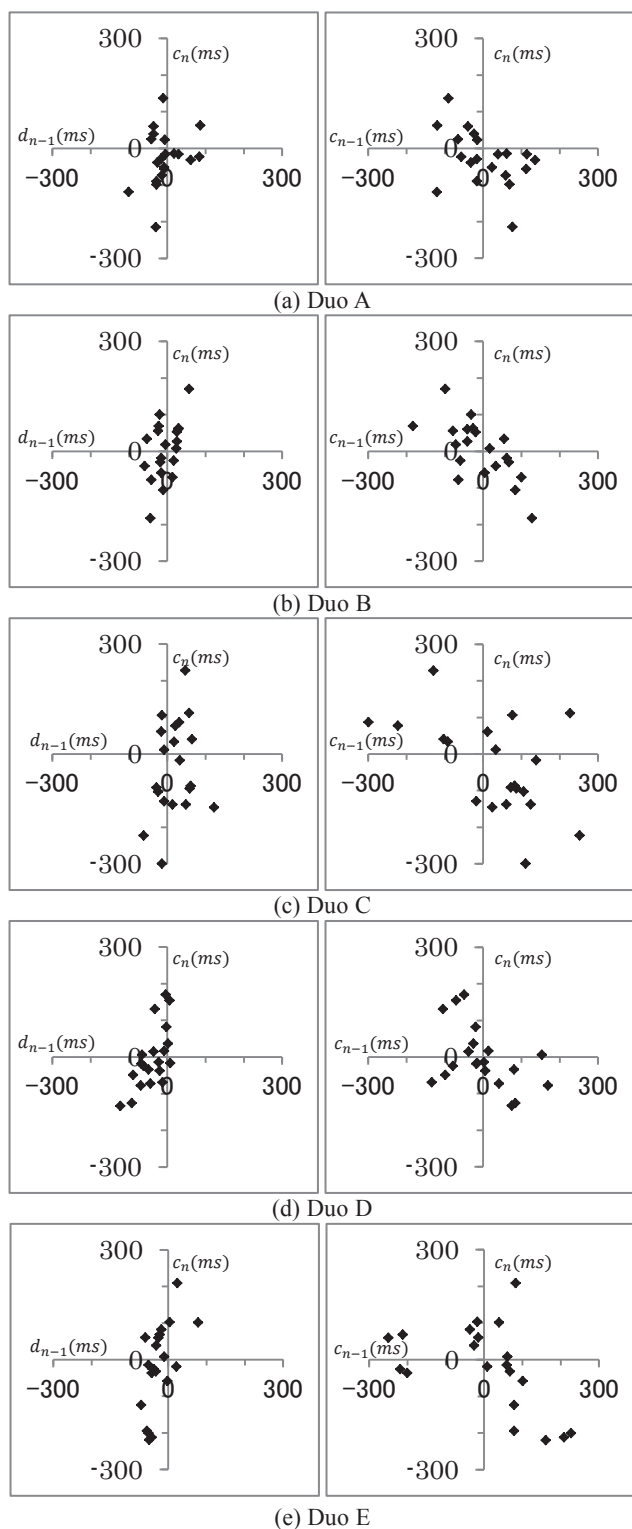 300 c_n(ms) 300 c_n(ms)
d_{n-1}(ms) 0 c_{n-1}(ms) 0
−300 0 300 −300 0 300
-300 -300
(a) Duo A
300 c_n(ms) 300 c_n(ms)
d_{n-1}(ms) 0 c_{n-1}(ms) 0
−300 0 300 −300 0 300
-300 -300
(b) Duo B
300 c_n(ms) 300 c_n(ms)
d_{n-1}(ms) 0 c_{n-1}(ms) 0
−300 0 300 −300 0 300
-300 -300
(c) Duo C
300 c_n(ms) 300 c_n(ms)
d_{n-1}(ms) 0 c_{n-1}(ms) 0
−300 0 300 −300 0 300
-300 -300
(d) Duo D
300 c_n(ms) 300 c_n(ms)
d_{n-1}(ms) 0 c_{n-1}(ms) 0
−300 0 300 −300 0 300
-300 -300
(e) Duo E